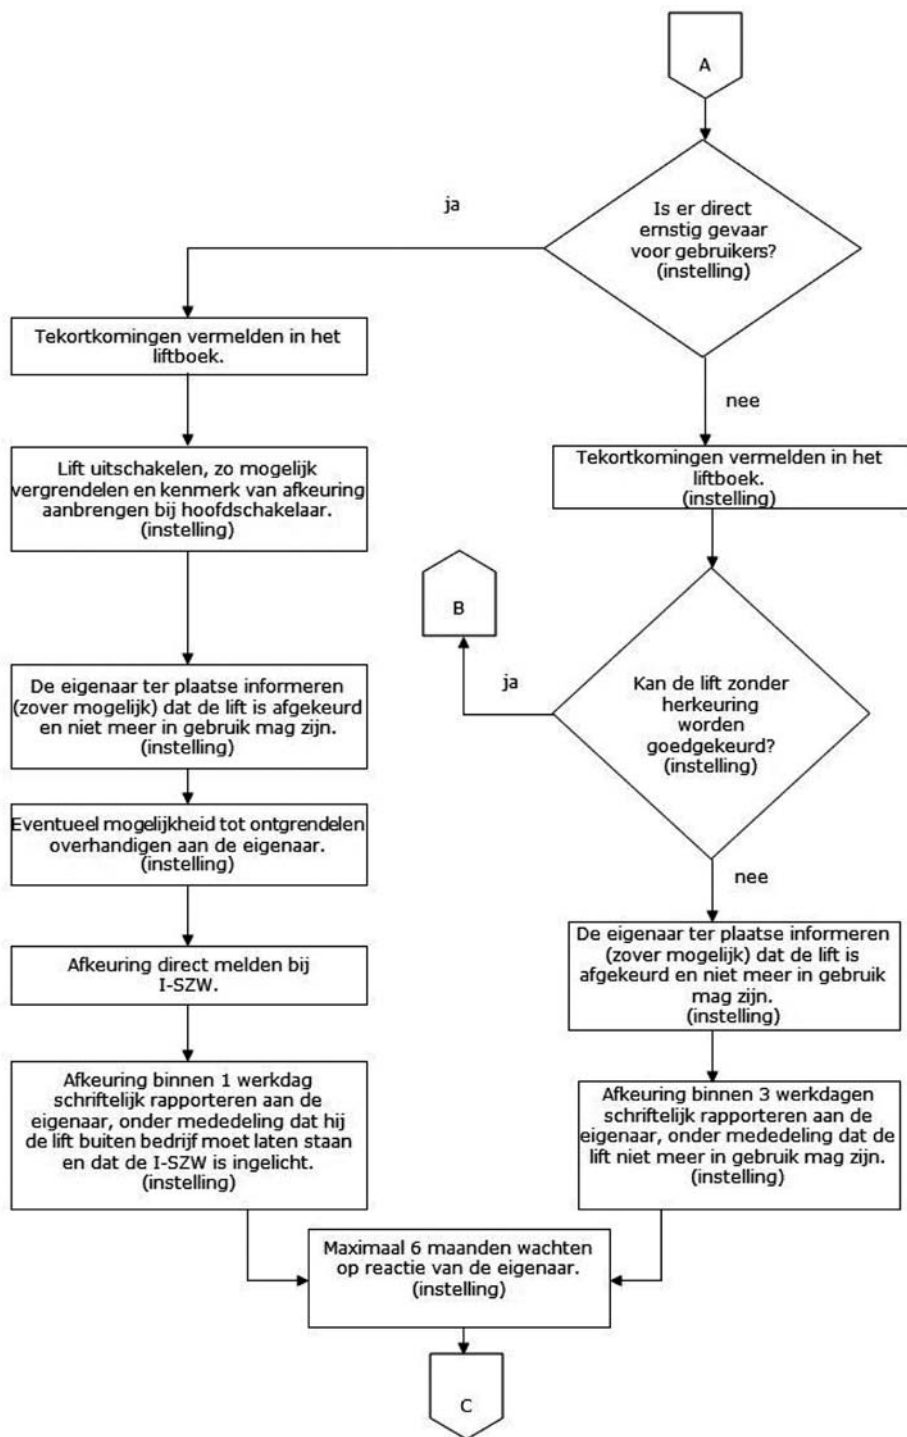 A
Is er direct
ernstig gevaar
voor gebruikers?
(instelling)
ja
Tekortkomingen vermelden in het
liftboek.
Lift uitschakelen, zo mogelijk
vergrendelen en kenmerk van afkeuring
aanbrengen bij hoofdschakelaar.
(instelling)
De eigenaar ter plaatse informeren
(zover mogelijk) dat de lift is afgekeurd
en niet meer in gebruik mag zijn.
(instelling)
Eventueel mogelijkheid tot ontgrendelen
overhandigen aan de eigenaar.
(instelling)
Afkeuring direct melden bij
I-SZW.
Afkeuring binnen 1 werkdag
schriftelijk rapporteren aan de
eigenaar, onder mededeling dat hij
de lift buiten bedrijf moet laten staan
en dat de I-SZW is ingelicht.
(instelling)
nee
Tekortkomingen vermelden in het
liftboek.
(instelling)
Kan de lift zonder
herkeuring
worden
goedgekeurd?
(instelling)
ja
B
nee
De eigenaar ter plaatse informeren
(zover mogelijk) dat de lift is
afgekeurd en niet meer in gebruik
mag zijn.
(instelling)
Afkeuring binnen 3 werkdagen
schriftelijk rapporteren aan de
eigenaar, onder mededeling dat de
lift niet meer in gebruik mag zijn.
(instelling)
Maximaal 6 maanden wachten
op reactie van de eigenaar.
(instelling)
C